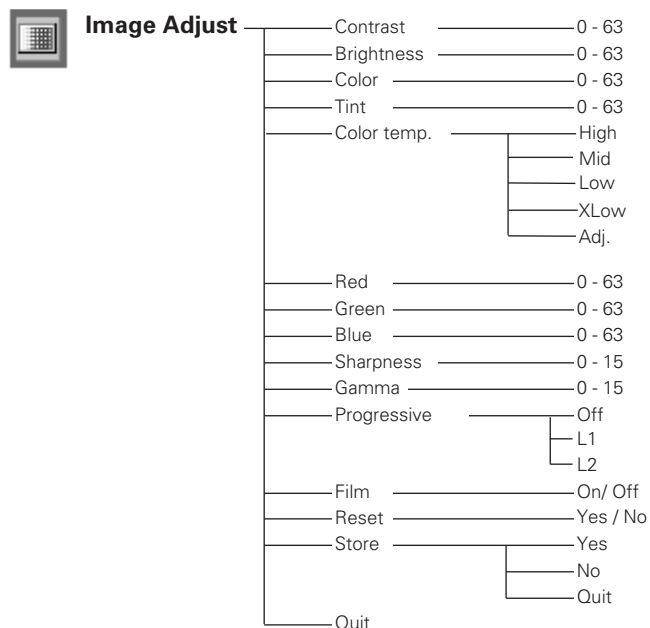 Image Adjust
Contrast 0 - 63
Brightness 0 - 63
Color 0 - 63
Tint 0 - 63
Color temp. High
Mid
Low
XLow
Adj.
Red 0 - 63
Green 0 - 63
Blue 0 - 63
Sharpness 0 - 15
Gamma 0 - 15
Progressive Off
L1
L2
Film On/ Off
Reset Yes / No
Store Yes
No
Quit
Quit